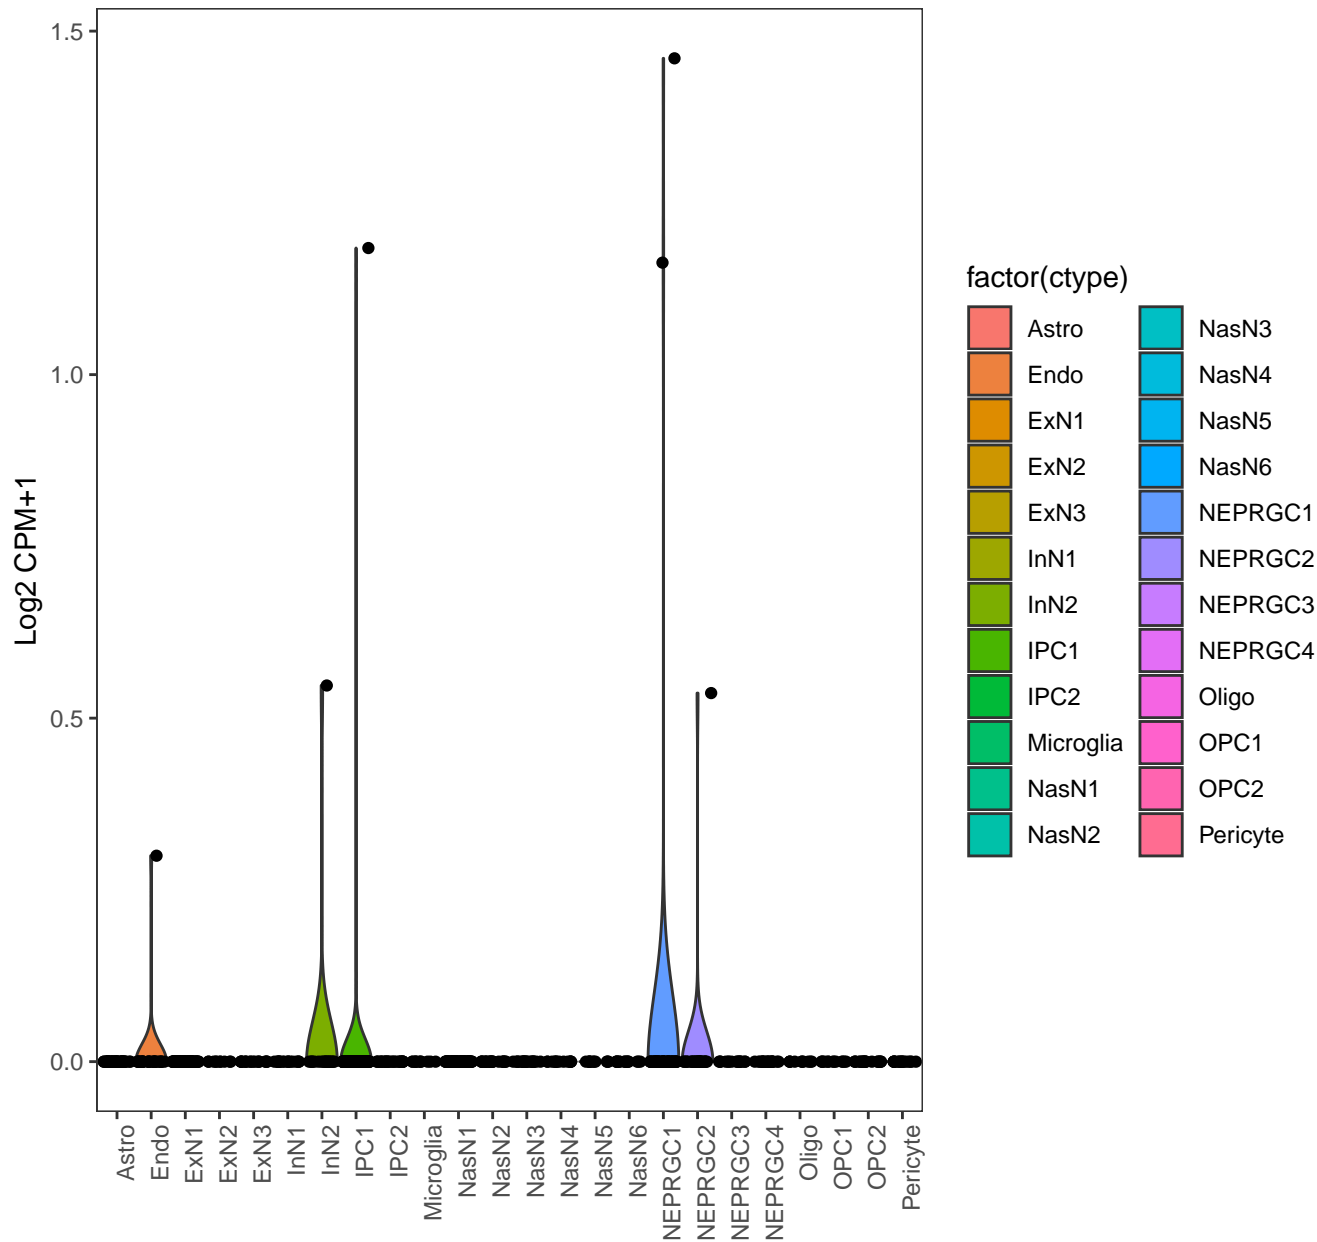 1.5
1.0
0.5
0.0
Log2 CPM+1
Astro
Endo
ExN1
ExN2
ExN3
InN1
InN2
IPC1
IPC2
Microglia
NasN1
NasN2
NasN3
NasN4
NasN5
NasN6
NEPRGC1
NEPRGC2
NEPRGC3
NEPRGC4
Oligo
OPC1
OPC2
Pericyte
factor(ctype)
Astro
Endo
ExN1
ExN2
ExN3
InN1
InN2
IPC1
IPC2
Microglia
NasN1
NasN2
NasN3
NasN4
NasN5
NasN6
NEPRGC1
NEPRGC2
NEPRGC3
NEPRGC4
Oligo
OPC1
OPC2
Pericyte